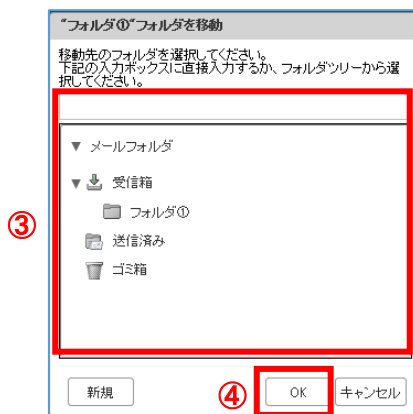 "フォルダ①"フォルダを移動
移動先のフォルダを選択してください。
下記の入力ボックスに直接入力するか、フォルダツリーから選
択してください。
▼ メールフォルダ
▼ 受信箱
フォルダ①
③
送信済み
ゴミ箱
新規
④
OK
キャンセル